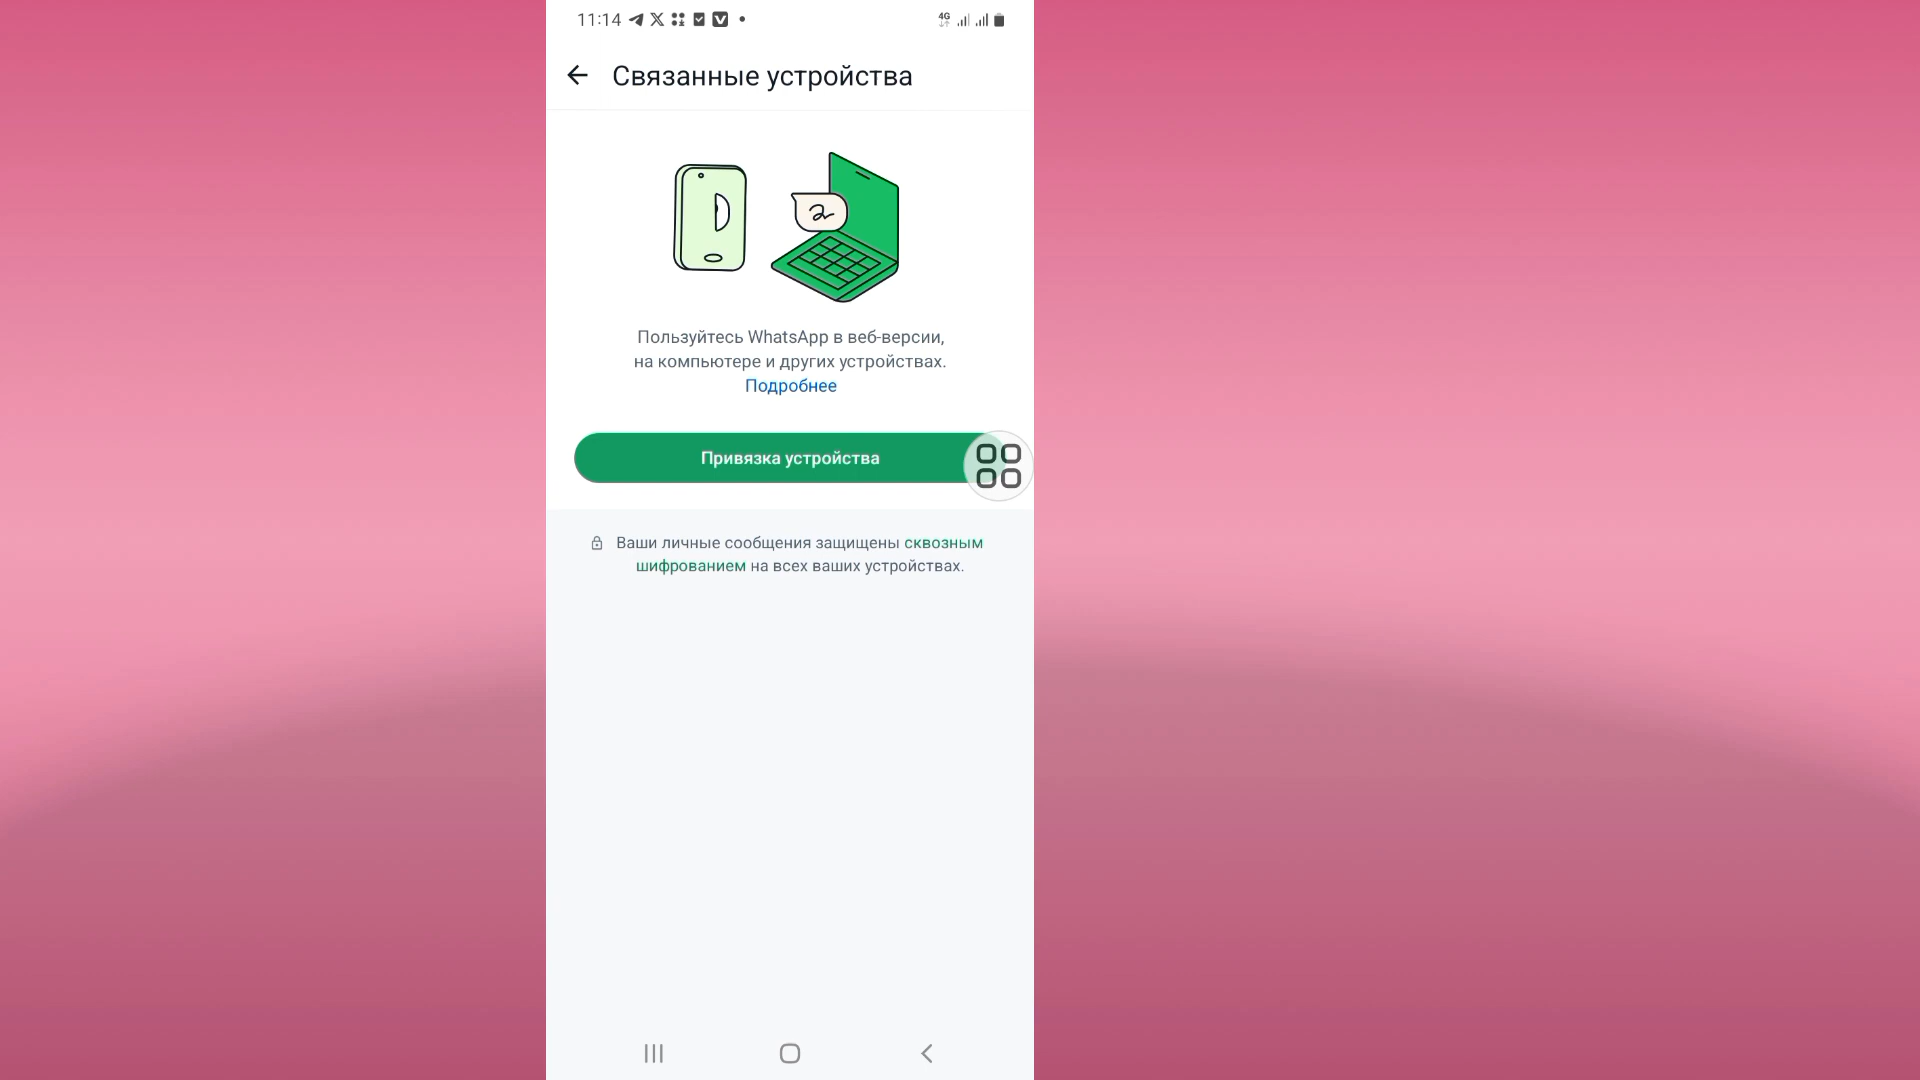 11:14
4G
Связанные устройства
Пользуйтесь WhatsApp в веб-версии,
на компьютере и других устройствах.
Подробнее
Привязка устройства
Ваши личные сообщения защищены сквозным
шифрованием на всех ваших устройствах.